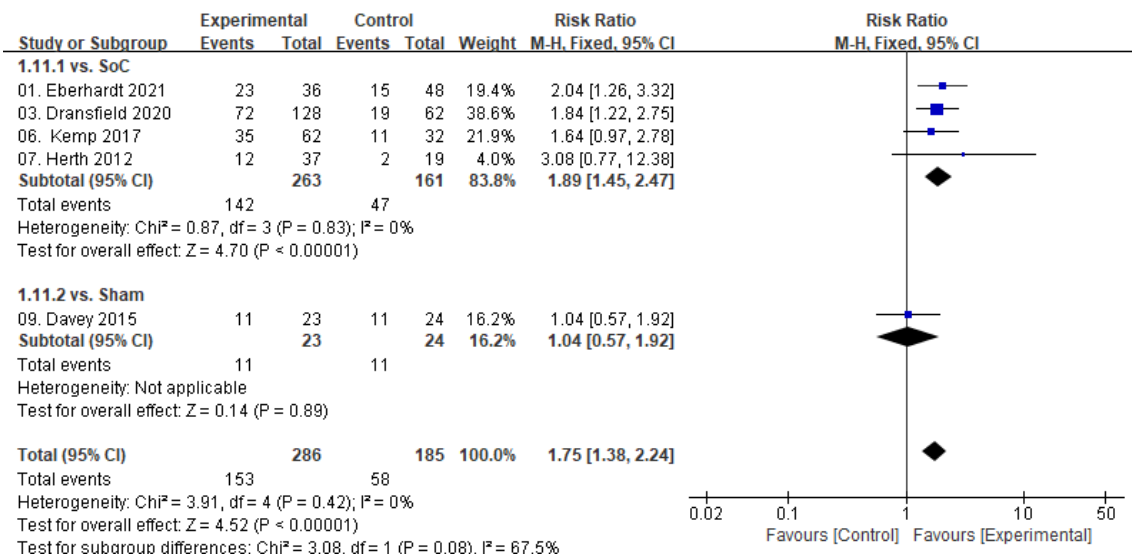 Experimental Control Risk Ratio Risk Ratio
Study or Subgroup Events Total Events Total Weight M-H, Fixed, 95% CI M-H, Fixed, 95% CI
1.11.1 vs. SoC
01. Eberhardt 2021 23 36 15 48 19.4% 2.04 [1.26, 3.32]
03. Dransfield 2020 72 128 19 62 38.6% 1.84 [1.22, 2.75]
06. Kemp 2017 35 62 11 32 21.9% 1.64 [0.97, 2.78]
07. Herth 2012 12 37 2 19 4.0% 3.08 [0.77, 12.38]
Subtotal (95% CI) 263 161 83.8% 1.89 [1.45, 2.47]
Total events 142 47
Heterogeneity: Chi² = 0.87, df = 3 (P = 0.83); I² = 0%
Test for overall effect: Z = 4.70 (P < 0.00001)
1.11.2 vs. Sham
09. Davey 2015 11 23 11 24 16.2% 1.04 [0.57, 1.92]
Subtotal (95% CI) 23 24 16.2% 1.04 [0.57, 1.92]
Total events 11 11
Heterogeneity: Not applicable
Test for overall effect: Z = 0.14 (P = 0.89)
Total (95% CI) 286 185 100.0% 1.75 [1.38, 2.24]
Total events 153 58
Heterogeneity: Chi² = 3.91, df = 4 (P = 0.42); I² = 0%
Test for overall effect: Z = 4.52 (P < 0.00001)
Test for subgroup differences: Chi² = 3.08, df = 1 (P = 0.08), I² = 67.5%
0.02 0.1 1 10 50
Favours [Control] Favours [Experimental]